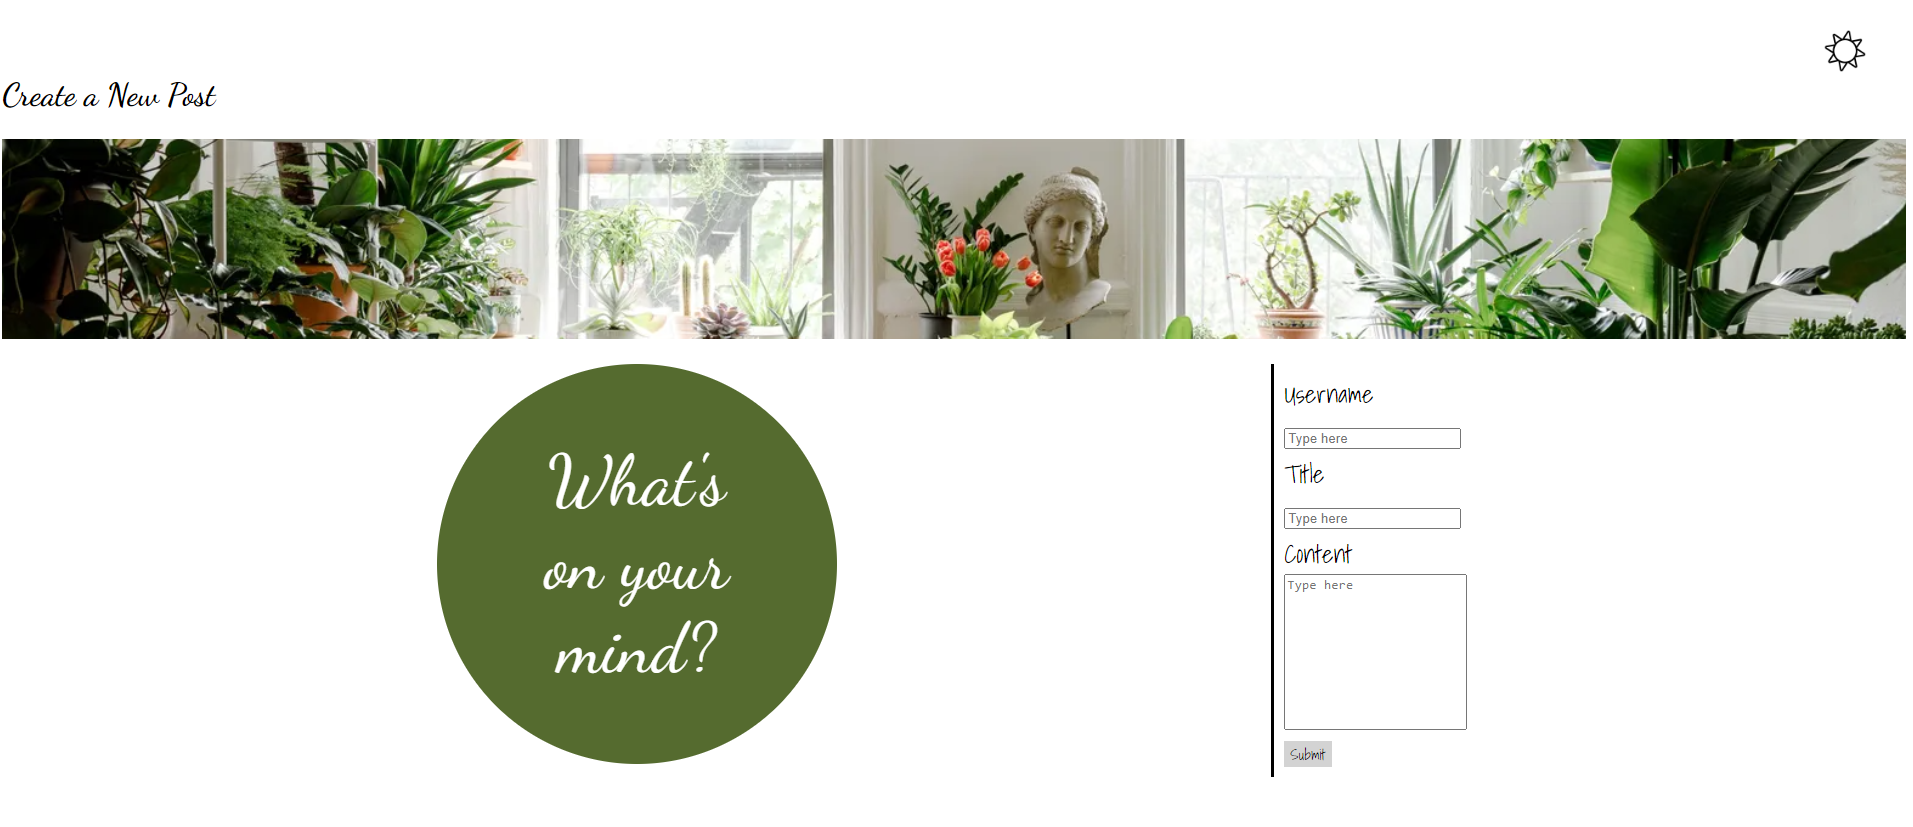 Create a New Post
What's
on your
mind?
Username
Type here
Title
Type here
Content
Type here
Submit